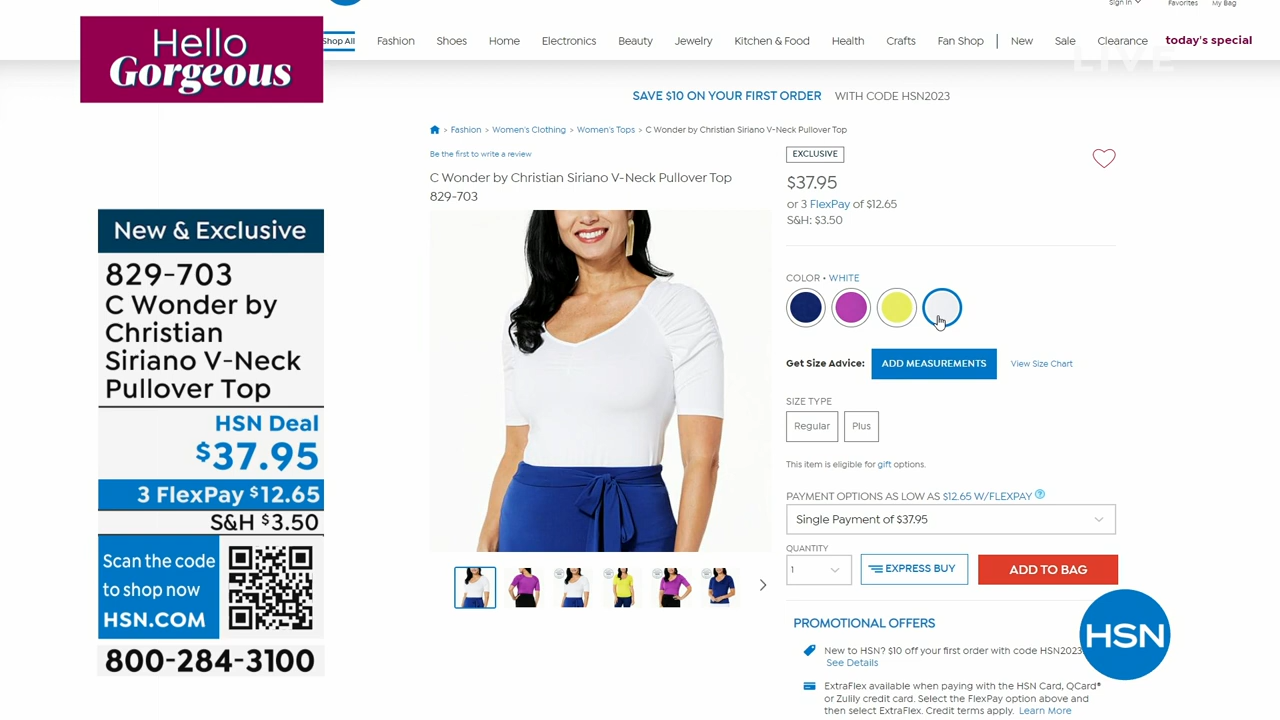 Sign In
Favorites
My Bag
Hello
Gorgeous
Shop All
Fashion
Shoes
Home
Electronics
Beauty
Jewelry
Kitchen & Food
Health
Crafts
Fan Shop
New
Sale
Clearance
today's special
LIVE
SAVE $10 ON YOUR FIRST ORDER WITH CODE HSN2023
> Fashion > Women's Clothing > Women's Tops > C Wonder by Christian Siriano V-Neck Pullover Top
Be the first to write a review
C Wonder by Christian Siriano V-Neck Pullover Top
829-703
EXCLUSIVE
$37.95
or 3 FlexPay of $12.65
S&H: $3.50
COLOR • WHITE
Get Size Advice:
ADD MEASUREMENTS
View Size Chart
SIZE TYPE
Regular
Plus
This item is eligible for gift options.
PAYMENT OPTIONS AS LOW AS $12.65 W/FLEXPAY ?
Single Payment of $37.95
QUANTITY
1
EXPRESS BUY
ADD TO BAG
PROMOTIONAL OFFERS
New to HSN? $10 off your first order with code HSN2023.
See Details
ExtraFlex available when paying with the HSN Card, QCard®
or Zulily credit card. Select the FlexPay option above and
then select ExtraFlex. Credit terms apply. Learn More
HSN
New & Exclusive
829-703
C Wonder by
Christian
Siriano V-Neck
Pullover Top
HSN Deal
$37.95
3 FlexPay $12.65
S&H $3.50
Scan the code
to shop now
HSN.COM
800-284-3100